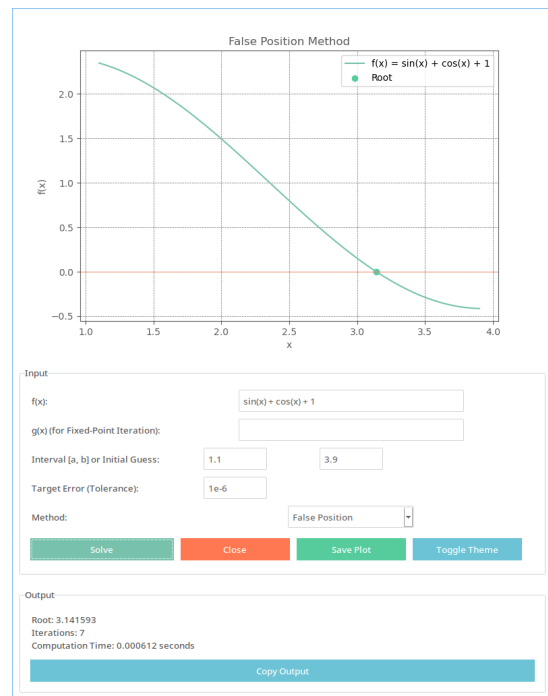 False Position Method
f(x) = sin(x) + cos(x) + 1
Root
2.0
1.5
1.0
0.5
0.0
−0.5
f(x)
1.0 1.5 2.0 2.5 3.0 3.5 4.0
x
Input
f(x): sin(x) + cos(x) + 1
g(x) (for Fixed-Point Iteration):
Interval [a, b] or Initial Guess: 1.1 3.9
Target Error (Tolerance): 1e-6
Method: False Position
Solve Close Save Plot Toggle Theme
Output
Root: 3.141593
Iterations: 7
Computation Time: 0.000612 seconds
Copy Output